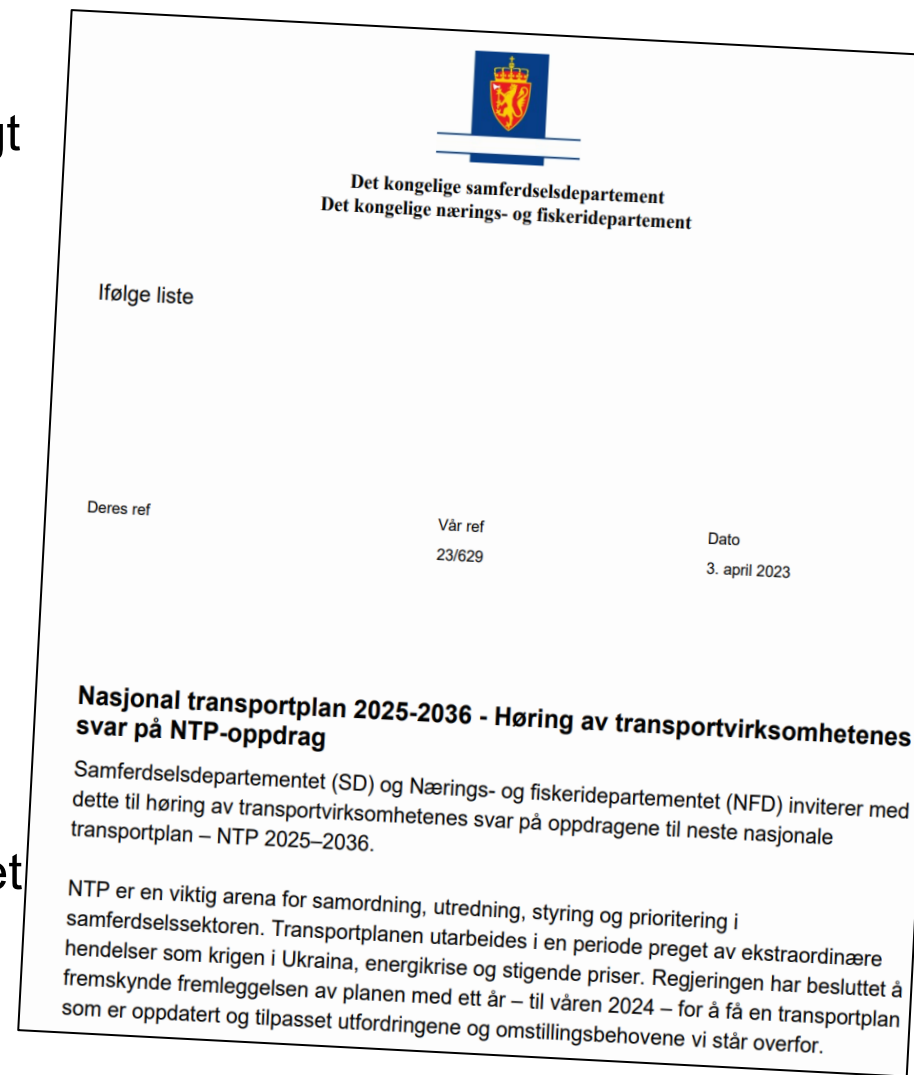 gt
Det kongelige samferdselsdepartement
Det kongelige nærings- og fiskeridepartement
Ifølge liste
Deres ref
Vår ref
Dato
23/629
3. april 2023
Nasjonal transportplan 2025-2036 - Høring av transportvirksomhetenes
svar på NTP-oppdrag
Samferdselsdepartementet (SD) og Nærings- og fiskeridepartementet (NFD) inviterer med
dette til høring av transportvirksomhetenes svar på oppdragene til neste nasjonale
transportplan – NTP 2025–2036.
et
NTP er en viktig arena for samordning, utredning, styring og prioritering i
samferdselssektoren. Transportplanen utarbeides i en periode preget av ekstraordinære
hendelser som krigen i Ukraina, energikrise og stigende priser. Regjeringen har besluttet å
fremskynde fremleggelsen av planen med ett år – til våren 2024 – for å få en transportplan
som er oppdatert og tilpasset utfordringene og omstillingsbehovene vi står overfor.